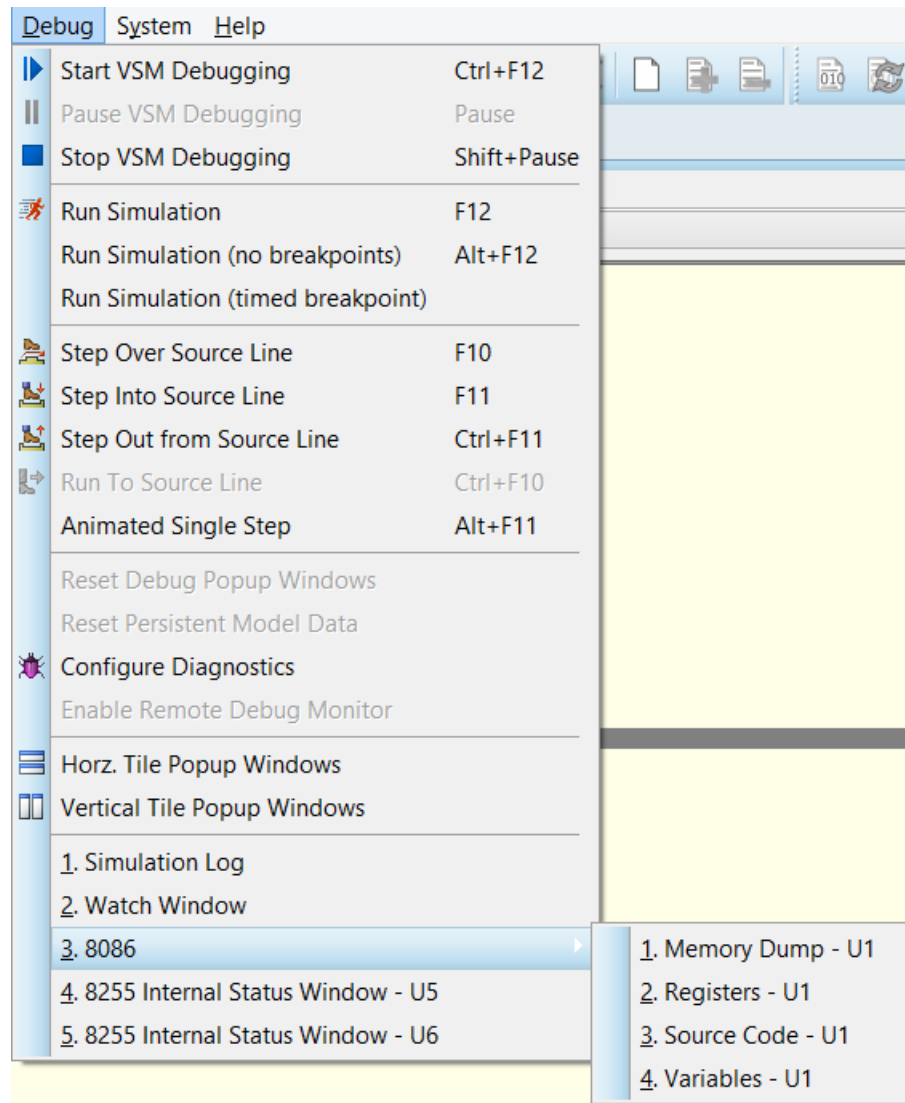 Debug System Help
Start VSM Debugging Ctrl+F12
Pause VSM Debugging Pause
Stop VSM Debugging Shift+Pause
Run Simulation F12
Run Simulation (no breakpoints) Alt+F12
Run Simulation (timed breakpoint)
Step Over Source Line F10
Step Into Source Line F11
Step Out from Source Line Ctrl+F11
Run To Source Line Ctrl+F10
Animated Single Step Alt+F11
Reset Debug Popup Windows
Reset Persistent Model Data
Configure Diagnostics
Enable Remote Debug Monitor
Horz. Tile Popup Windows
Vertical Tile Popup Windows
1. Simulation Log
2. Watch Window
3. 8086
4. 8255 Internal Status Window - U5
5. 8255 Internal Status Window - U6
1. Memory Dump - U1
2. Registers - U1
3. Source Code - U1
4. Variables - U1
010